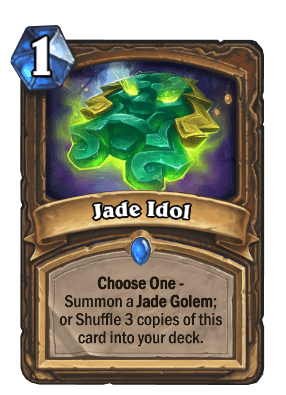 1
Jade Idol
Choose One -
Summon a Jade Golem;
or Shuffle 3 copies of this
card into your deck.